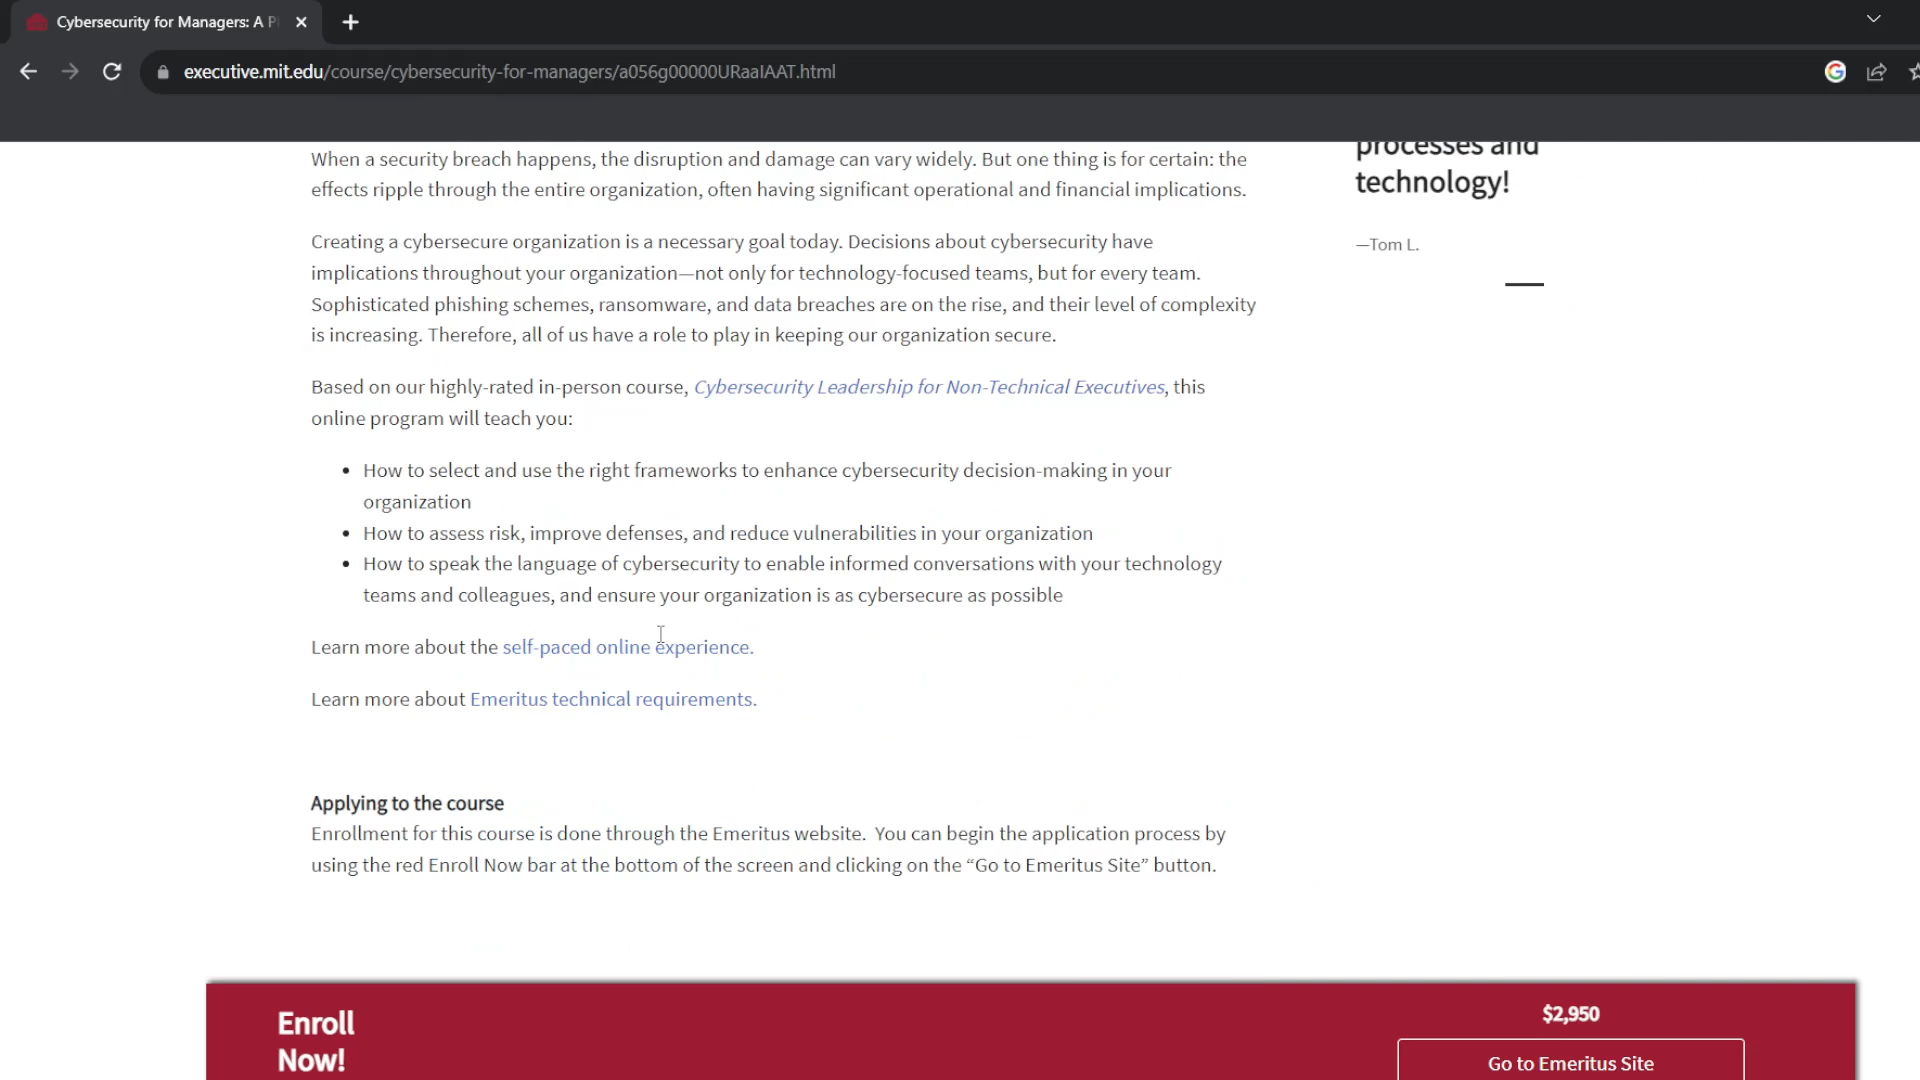 Cybersecurity for Managers: A P
executive.mit.edu/course/cybersecurity-for-managers/a056g00000URaaIAAT.html
When a security breach happens, the disruption and damage can vary widely. But one thing is for certain: the
effects ripple through the entire organization, often having significant operational and financial implications.
Creating a cybersecure organization is a necessary goal today. Decisions about cybersecurity have
implications throughout your organization—not only for technology-focused teams, but for every team.
Sophisticated phishing schemes, ransomware, and data breaches are on the rise, and their level of complexity
is increasing. Therefore, all of us have a role to play in keeping our organization secure.
Based on our highly-rated in-person course, Cybersecurity Leadership for Non-Technical Executives, this
online program will teach you:
• How to select and use the right frameworks to enhance cybersecurity decision-making in your
organization
• How to assess risk, improve defenses, and reduce vulnerabilities in your organization
• How to speak the language of cybersecurity to enable informed conversations with your technology
teams and colleagues, and ensure your organization is as cybersecure as possible
Learn more about the self-paced online experience.
Learn more about Emeritus technical requirements.
Applying to the course
Enrollment for this course is done through the Emeritus website. You can begin the application process by
using the red Enroll Now bar at the bottom of the screen and clicking on the “Go to Emeritus Site” button.
processes and
technology!
—Tom L.
Enroll
Now!
$2,950
Go to Emeritus Site